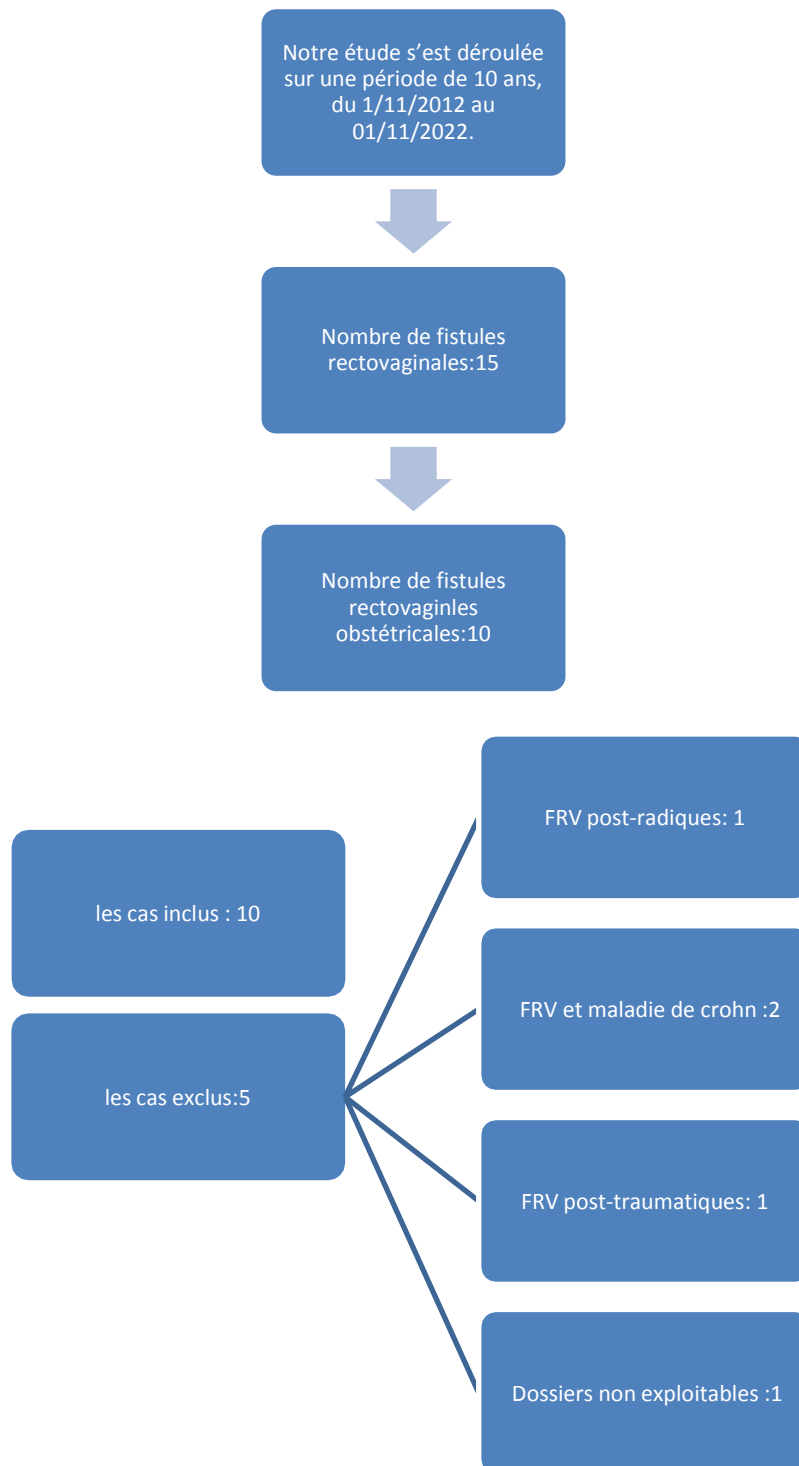 Notre étude s’est déroulée
sur une période de 10 ans,
du 1/11/2012 au
01/11/2022.
Nombre de fistules
rectovaginales:15
Nombre de fistules
rectovaginles
obstétricales:10
les cas inclus : 10
les cas exclus:5
FRV post-radiques: 1
FRV et maladie de crohn :2
FRV post-traumatiques: 1
Dossiers non exploitables :1